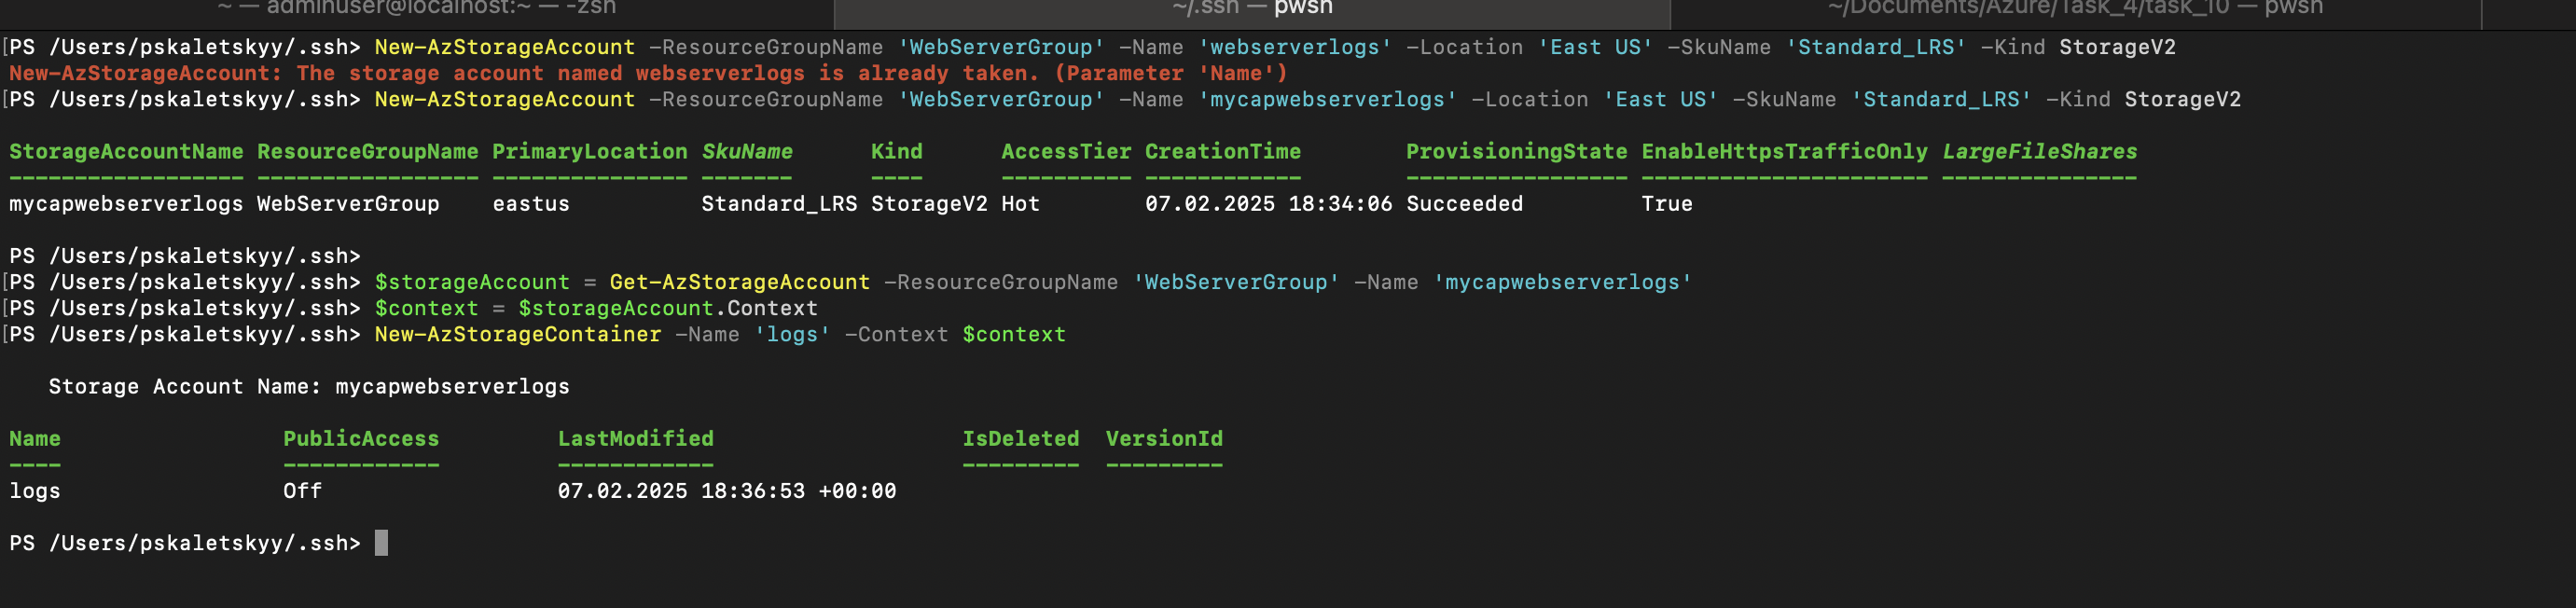 ~ — adminuser@localhost:~ — -zsh
~/.ssh — pwsh
~/Documents/Azure/Task_4/task_10 — pwsh
[PS /Users/pskaletskyy/.ssh> New-AzStorageAccount -ResourceGroupName 'WebServerGroup' -Name 'webserverlogs' -Location 'East US' -SkuName 'Standard_LRS' -Kind StorageV2
New-AzStorageAccount: The storage account named webserverlogs is already taken. (Parameter 'Name')
[PS /Users/pskaletskyy/.ssh> New-AzStorageAccount -ResourceGroupName 'WebServerGroup' -Name 'mycapwebserverlogs' -Location 'East US' -SkuName 'Standard_LRS' -Kind StorageV2
StorageAccountName ResourceGroupName PrimaryLocation SkuName Kind AccessTier CreationTime ProvisioningState EnableHttpsTrafficOnly LargeFileShares
------------------ ----------------- --------------- ------- ---- ---------- ------------ ----------------- ---------------------- ---------------
mycapwebserverlogs WebServerGroup eastus Standard_LRS StorageV2 Hot 07.02.2025 18:34:06 Succeeded True
PS /Users/pskaletskyy/.ssh>
[PS /Users/pskaletskyy/.ssh> $storageAccount = Get-AzStorageAccount -ResourceGroupName 'WebServerGroup' -Name 'mycapwebserverlogs'
[PS /Users/pskaletskyy/.ssh> $context = $storageAccount.Context
[PS /Users/pskaletskyy/.ssh> New-AzStorageContainer -Name 'logs' -Context $context
Storage Account Name: mycapwebserverlogs
Name PublicAccess LastModified IsDeleted VersionId
---- ------------ ------------ --------- ---------
logs Off 07.02.2025 18:36:53 +00:00
PS /Users/pskaletskyy/.ssh>